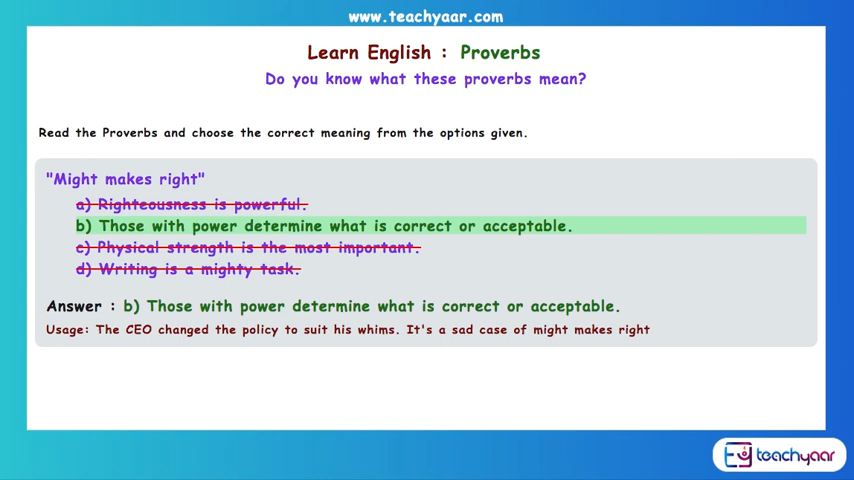 www.teachyaar.com
Learn English : Proverbs
Do you know what these proverbs mean?
Read the Proverbs and choose the correct meaning from the options given.
"Might makes right"
a) Righteousness is powerful.
b) Those with power determine what is correct or acceptable.
c) Physical strength is the most important.
d) Writing is a mighty task.
Answer : b) Those with power determine what is correct or acceptable.
Usage: The CEO changed the policy to suit his whims. It's a sad case of might makes right
teachyaar